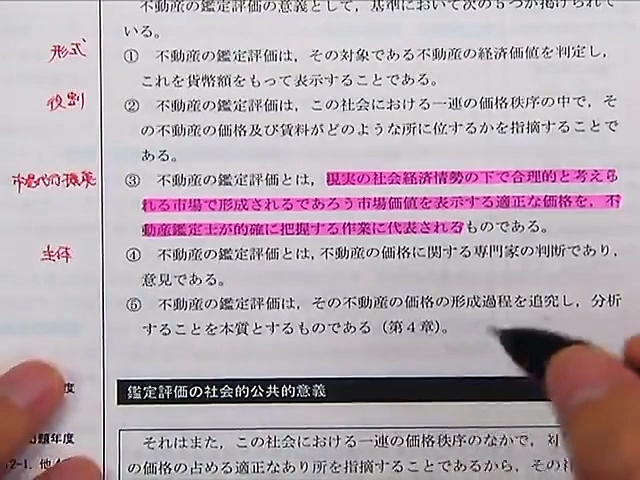 不動産の鑑定評価の意義として、基準において次の5つが掲げられて
いる。
形式
① 不動産の鑑定評価は、その対象である不動産の経済価値を判定し、
これを貨幣額をもって表示することである。
役割
② 不動産の鑑定評価は、この社会における一連の価格秩序の中で、そ
の不動産の価格及び賃料がどのような所に位するかを指摘することで
ある。
市場代行機能
③ 不動産の鑑定評価とは、現実の社会経済情勢の下で合理的と考えら
れる市場で形成されるであろう市場価値を表示する適正な価格を、不
動産鑑定士が的確に把握する作業に代表されるものである。
主体
④ 不動産の鑑定評価とは、不動産の価格に関する専門家の判断であり、
意見である。
⑤ 不動産の鑑定評価は、その不動産の価格の形成過程を追究し、分析
することを本質とするものである（第4章）。
鑑定評価の社会的公共的意義
年度
題年度
それはまた、この社会における一連の価格秩序のなかで、対
2-1. 他
の価格の占める適正なあり所を指摘することであるから、その社